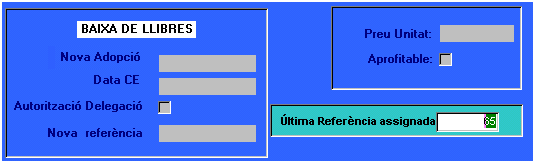 BAIXA DE LLIBRES
Nova Adopció
Data CE
Autorització Delegació
Nova referència
Preu Unitat:
Aprofitable:
Última Referència assignada 65